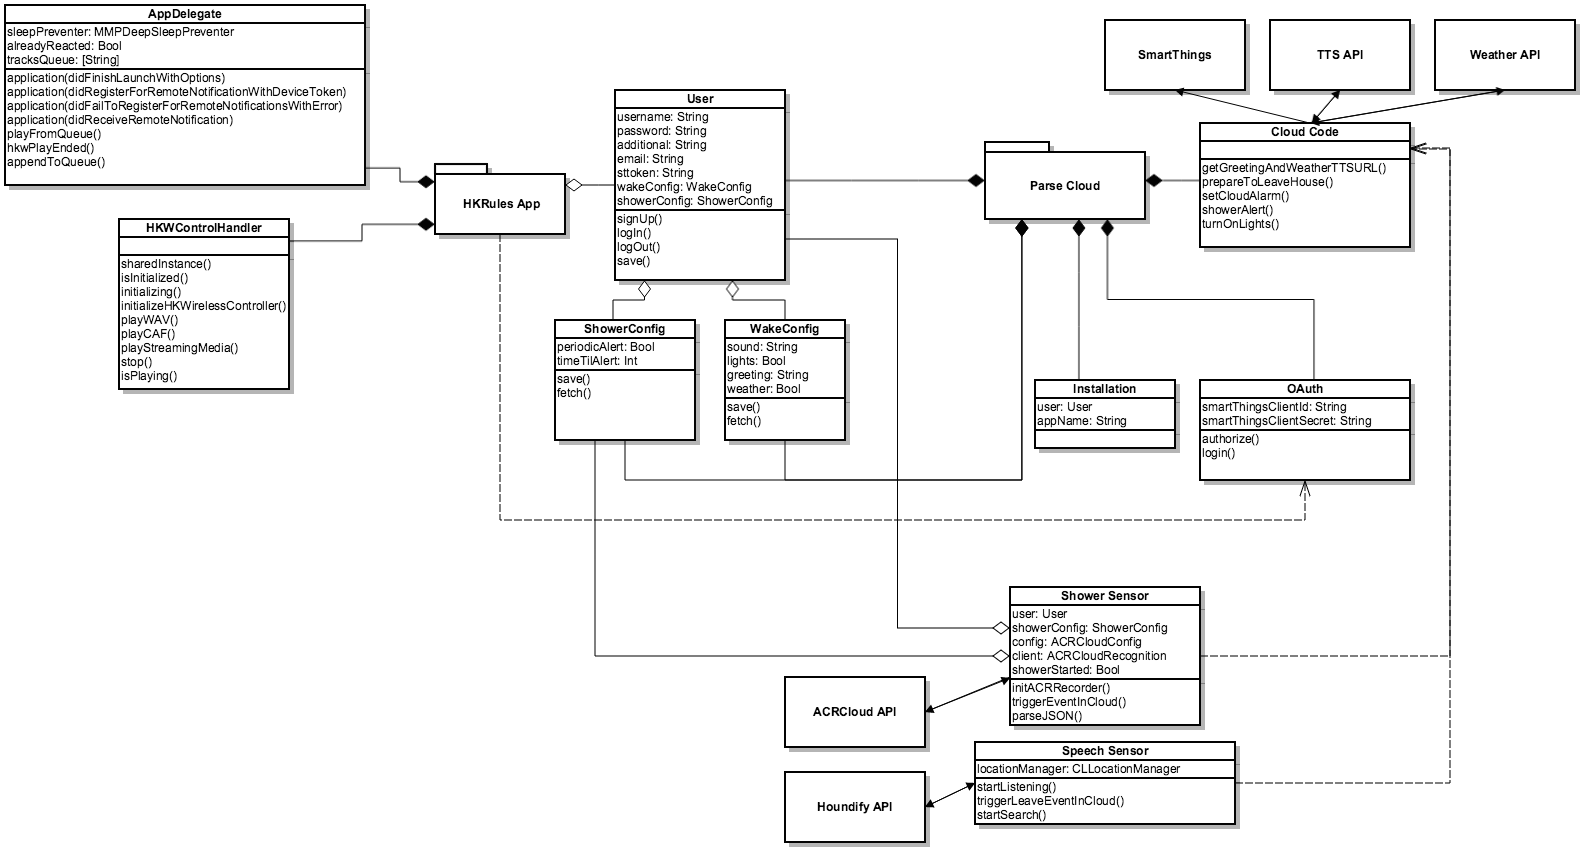 AppDelegate
sleepPreventer: MMPDeepSleepPreventer
alreadyReacted: Bool
tracksQueue: [String]
application(didFinishLaunchWithOptions)
application(didRegisterForRemoteNotificationWithDeviceToken)
application(didFailToRegisterForRemoteNotificationsWithError)
application(didReceiveRemoteNotification)
playFromQueue()
hkwPlayEnded()
appendToQueue()
HKWControlHandler
sharedInstance()
isInitialized()
initializing()
initializeHKWirelessController()
playWAV()
playCAF()
playStreamingMedia()
stop()
isPlaying()
HKRules App
User
username: String
password: String
additional: String
email: String
sttoken: String
wakeConfig: WakeConfig
showerConfig: ShowerConfig
signUp()
logIn()
logOut()
save()
ShowerConfig
periodicAlert: Bool
timeTilAlert: Int
save()
fetch()
WakeConfig
sound: String
lights: Bool
greeting: String
weather: Bool
save()
fetch()
Parse Cloud
SmartThings
TTS API
Weather API
Cloud Code
getGreetingAndWeatherTTSURL()
prepareToLeaveHouse()
setCloudAlarm()
showerAlert()
turnOnLights()
Installation
user: User
appName: String
OAuth
smartThingsClientId: String
smartThingsClientSecret: String
authorize()
login()
Shower Sensor
user: User
showerConfig: ShowerConfig
config: ACRCloudConfig
client: ACRCloudRecognition
showerStarted: Bool
initACRRecorder()
triggerEventInCloud()
parseJSON()
ACRCloud API
Speech Sensor
locationManager: CLLocationManager
startListening()
triggerLeaveEventInCloud()
startSearch()
Houndify API